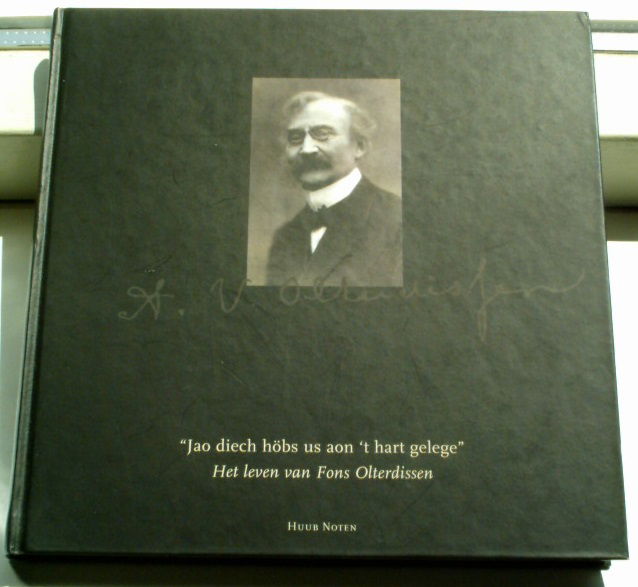 A. V. Olterdissen
“Jao diech höbs us aon ‘t hart gelege”
Het leven van Fons Olterdissen
HUUB NOTEN